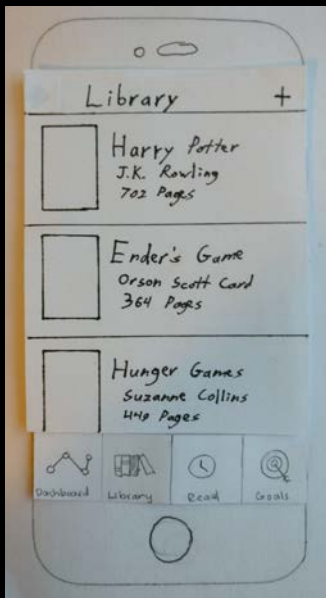 Library +
Harry Potter
J.K. Rowling
702 Pages
Ender's Game
Orson Scott Card
364 Pages
Hunger Games
Suzanne Collins
440 Pages
Dashboard Library Read Goals